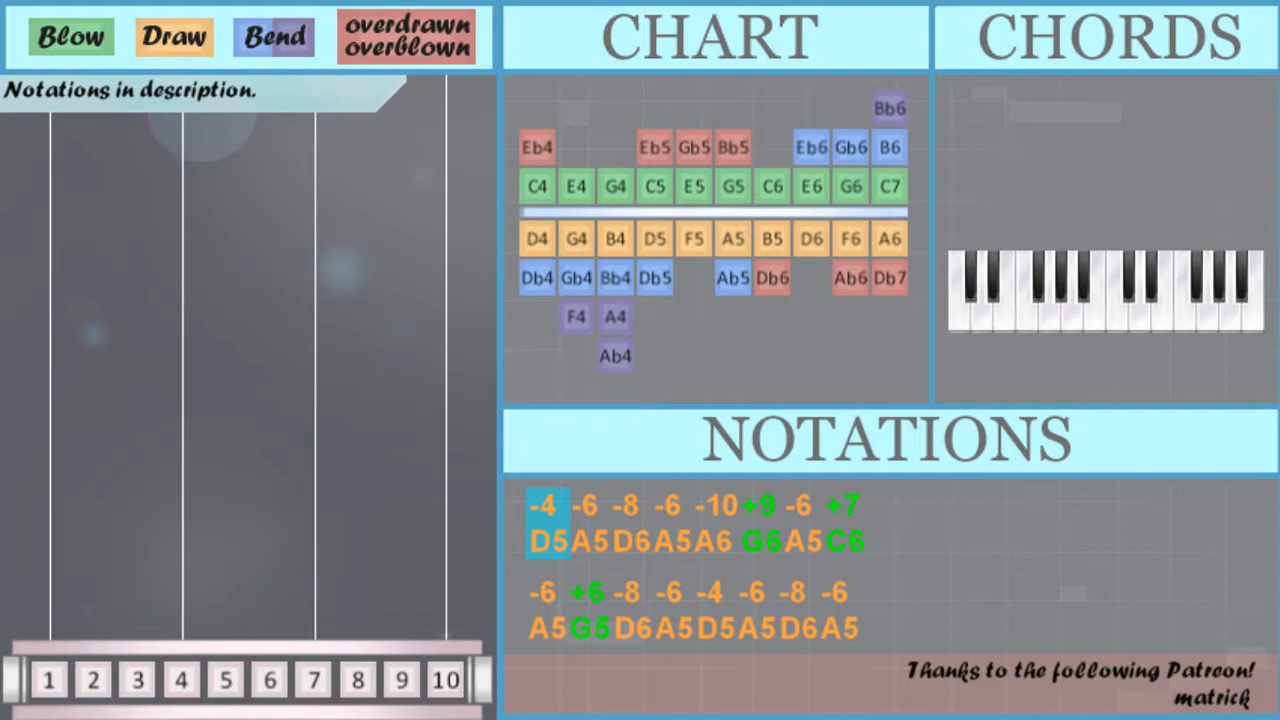 Blow Draw Bend overdrawn
overblown
Notations in description.
1 2 3 4 5 6 7 8 9 10
CHART
Bb6
Eb4 Eb5 Gb5 Bb5 Eb6 Gb6 B6
C4 E4 G4 C5 E5 G5 C6 E6 G6 C7
D4 G4 B4 D5 F5 A5 B5 D6 F6 A6
Db4 Gb4 Bb4 Db5 Ab5 Db6 Ab6 Db7
F4 A4
Ab4
CHORDS
NOTATIONS
-4 -6 -8 -6 -10 +9 -6 +7
D5 A5 D6 A5 A6 G6 A5 C6
-6 +6 -8 -6 -4 -6 -8 -6
A5 G5 D6 A5 D5 A5 D6 A5
Thanks to the following Patreon!
matrick